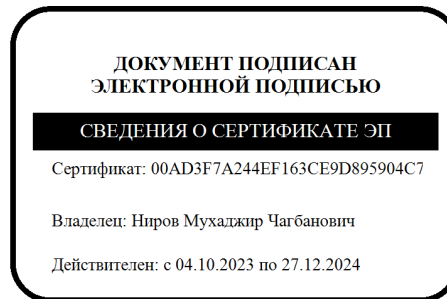 ДОКУМЕНТ ПОДПИСАН
ЭЛЕКТРОННОЙ ПОДПИСЬЮ
СВЕДЕНИЯ О СЕРТИФИКАТЕ ЭП
Сертификат: 00AD3F7A244EF163CE9D895904C7
Владелец: Ниров Мухаджир Чагбанович
Действителен: с 04.10.2023 по 27.12.2024